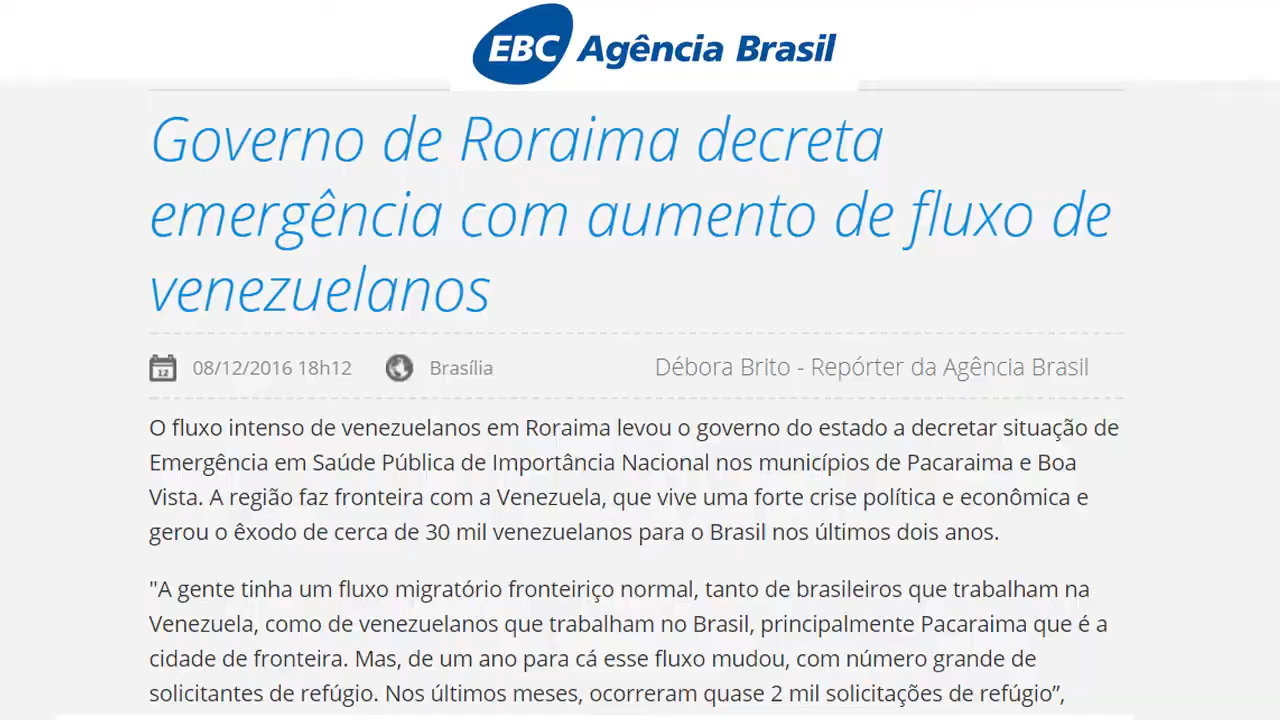 EBC Agência Brasil
Governo de Roraima decreta
emergência com aumento de fluxo de
venezuelanos
12 08/12/2016 18h12 Brasília Débora Brito - Repórter da Agência Brasil
O fluxo intenso de venezuelanos em Roraima levou o governo do estado a decretar situação de
Emergência em Saúde Pública de Importância Nacional nos municípios de Pacaraima e Boa
Vista. A região faz fronteira com a Venezuela, que vive uma forte crise política e econômica e
gerou o êxodo de cerca de 30 mil venezuelanos para o Brasil nos últimos dois anos.
"A gente tinha um fluxo migratório fronteiriço normal, tanto de brasileiros que trabalham na
Venezuela, como de venezuelanos que trabalham no Brasil, principalmente Pacaraima que é a
cidade de fronteira. Mas, de um ano para cá esse fluxo mudou, com número grande de
solicitantes de refúgio. Nos últimos meses, ocorreram quase 2 mil solicitações de refúgio”,